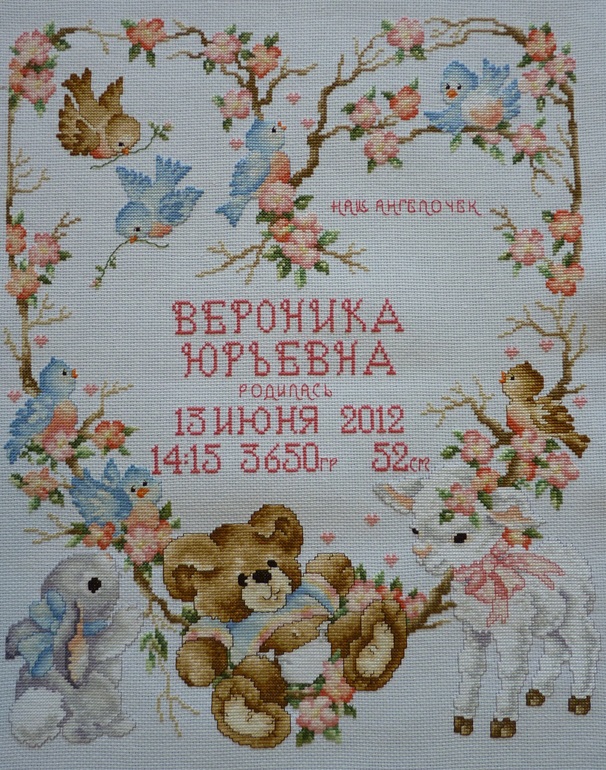 НАШ АНГЕЛОЧЕК
ВЕРОНИКА
ЮРЬЕВНА
РОДИЛАСЬ
13 ИЮНЯ 2012
14:15 3650гр 52см